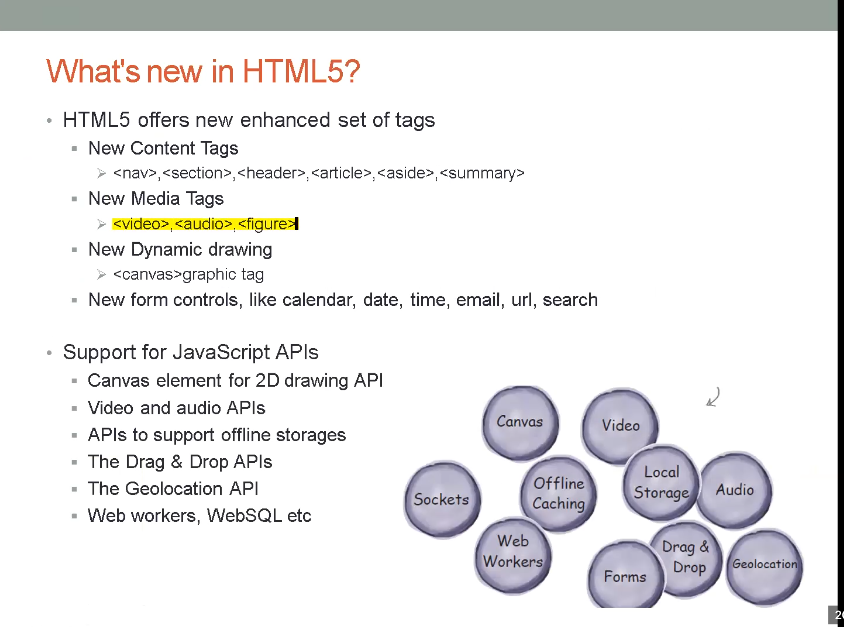 What's new in HTML5?
• HTML5 offers new enhanced set of tags
▪ New Content Tags
➢ <nav>,<section>,<header>,<article>,<aside>,<summary>
▪ New Media Tags
➢ <video>,<audio>,<figure>
▪ New Dynamic drawing
➢ <canvas>graphic tag
▪ New form controls, like calendar, date, time, email, url, search
• Support for JavaScript APIs
▪ Canvas element for 2D drawing API
▪ Video and audio APIs
▪ APIs to support offline storages
▪ The Drag & Drop APIs
▪ The Geolocation API
▪ Web workers, WebSQL etc
Canvas
Video
Sockets
Offline
Caching
Local
Storage
Audio
Web
Workers
Forms
Drag &
Drop
Geolocation